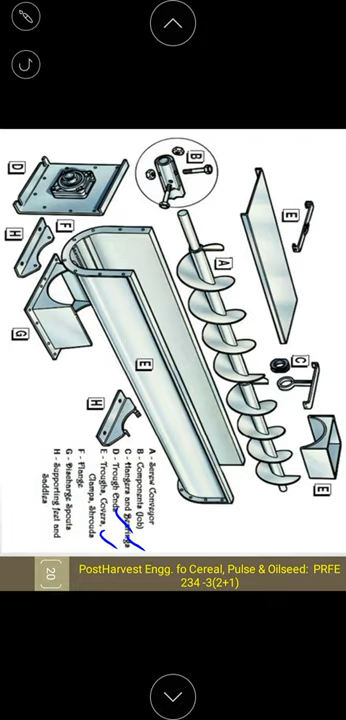 D
H
F
G
B
A
E
C
E
E
H
A - Screw Conveyor
B - Components (Job)
C - Hangers and Bearings
D - Trough Ends
E - Troughs, Covers,
Clamps, Shrouds
F - Flange
G - Discharge Spouts
H - Supporting feet and
Saddles
20
PostHarvest Engg. fo Cereal, Pulse & Oilseed: PRFE
234 -3(2+1)